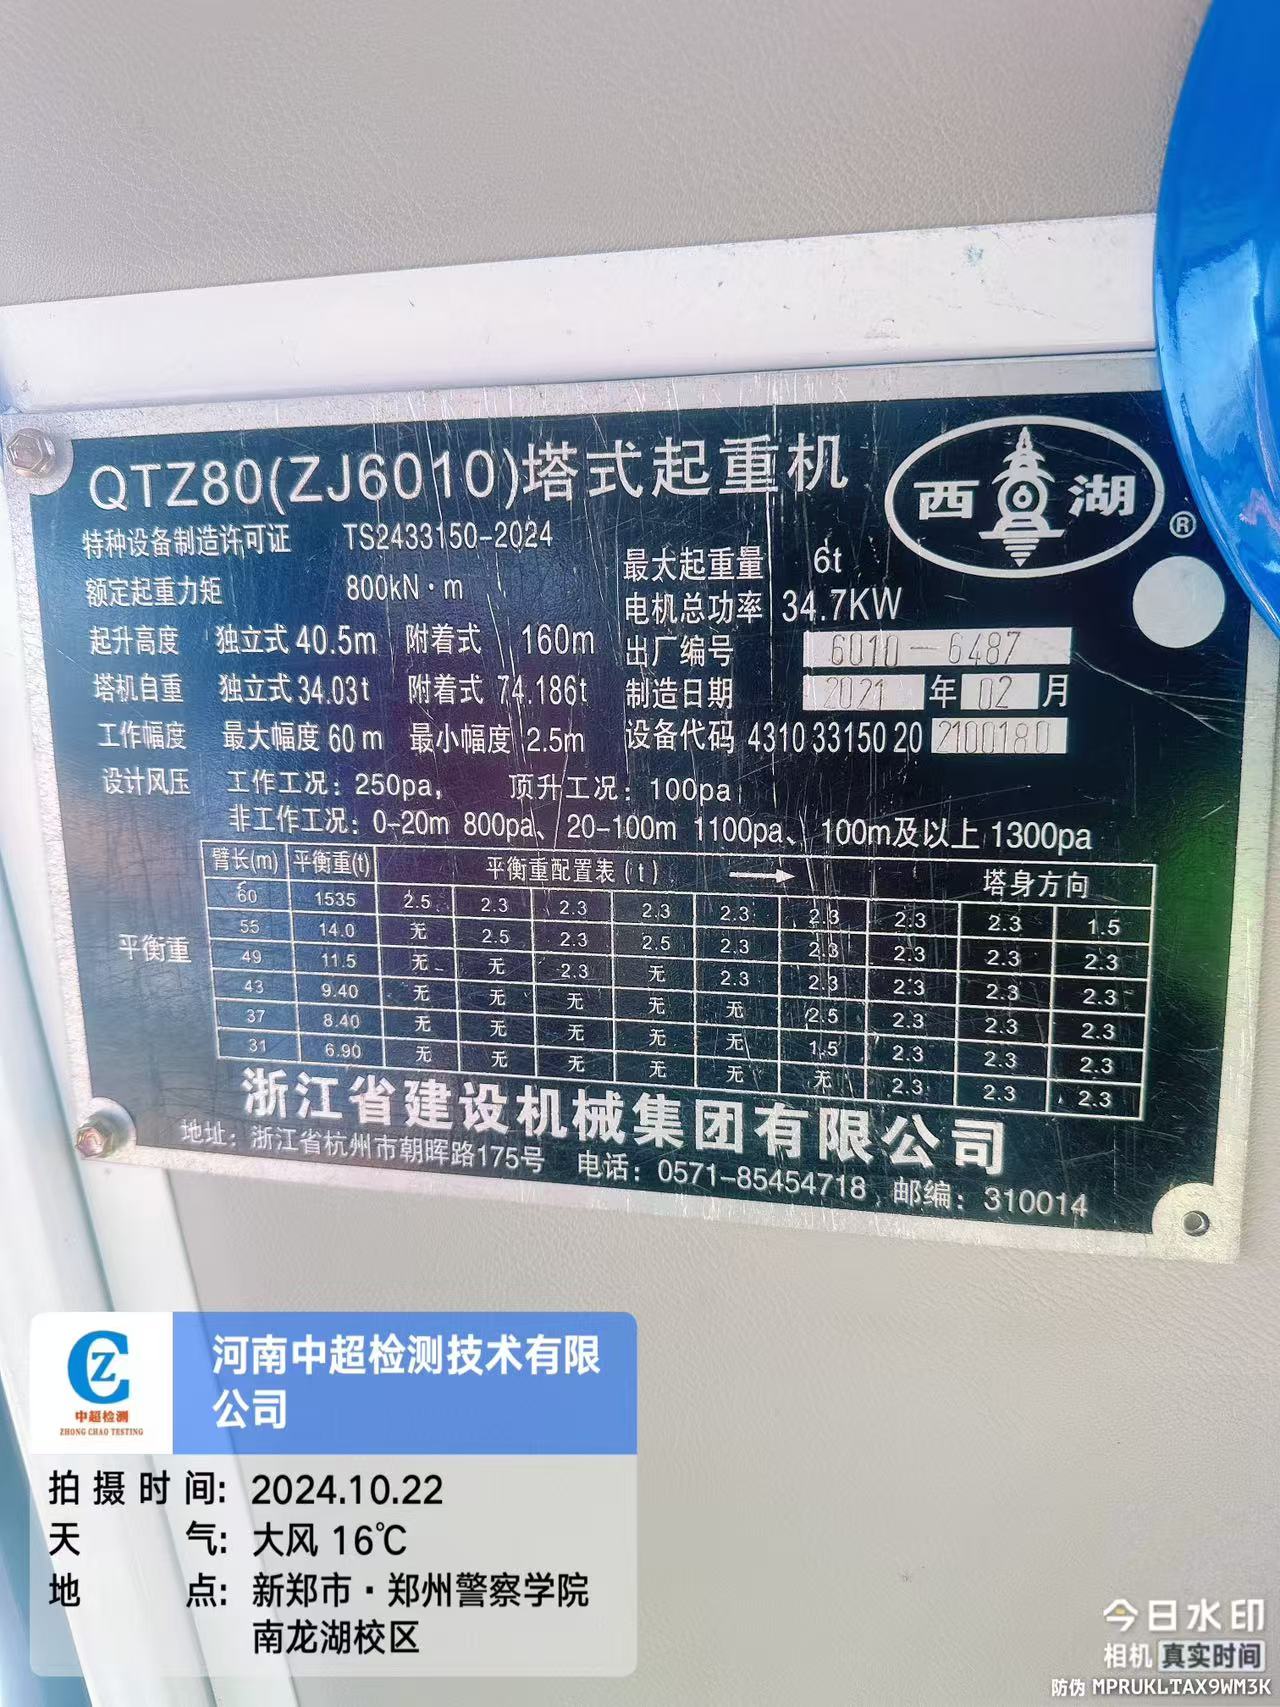 QTZ80(ZJ6010)塔式起重机
西湖®
特种设备制造许可证 TS2433150-2024
额定起重力矩 800kN·m
最大起重量 6t
电机总功率 34.7KW
起升高度 独立式 40.5m 附着式 160m
出厂编号 6010-6487
塔机自重 独立式 34.03t 附着式 74.186t
制造日期 2021 年 02 月
工作幅度 最大幅度 60m 最小幅度 2.5m
设备代码 4310 33150 20 2100180
设计风压 工作工况：250pa， 顶升工况：100pa
非工作工况：0-20m 800pa、20-100m 1100pa、100m及以上 1300pa
平衡重
臂长(m) 平衡重(t) 平衡重配置表(t) → 塔身方向
60 1535 2.5 2.3 2.3 2.3 2.3 2.3 2.3 2.3 1.5
55 14.0 无 2.5 2.3 2.5 2.3 2.3 2.3 2.3 2.3
49 11.5 无 无 2.3 无 2.3 2.3 2.3 2.3 2.3
43 9.40 无 无 无 无 无 2.5 2.3 2.3 2.3
37 8.40 无 无 无 无 无 1.5 2.3 2.3 2.3
31 6.90 无 无 无 无 无 无 2.3 2.3 2.3
浙江省建设机械集团有限公司
地址：浙江省杭州市朝晖路175号 电话：0571-85454718 邮编：310014
中超检测
ZHONG CHAO TESTING
河南中超检测技术有限
公司
拍摄时间: 2024.10.22
天气: 大风 16℃
地点: 新郑市·郑州警察学院
南龙湖校区
今日水印
相机 真实时间
防伪 MPRUKLTAX9WM3K